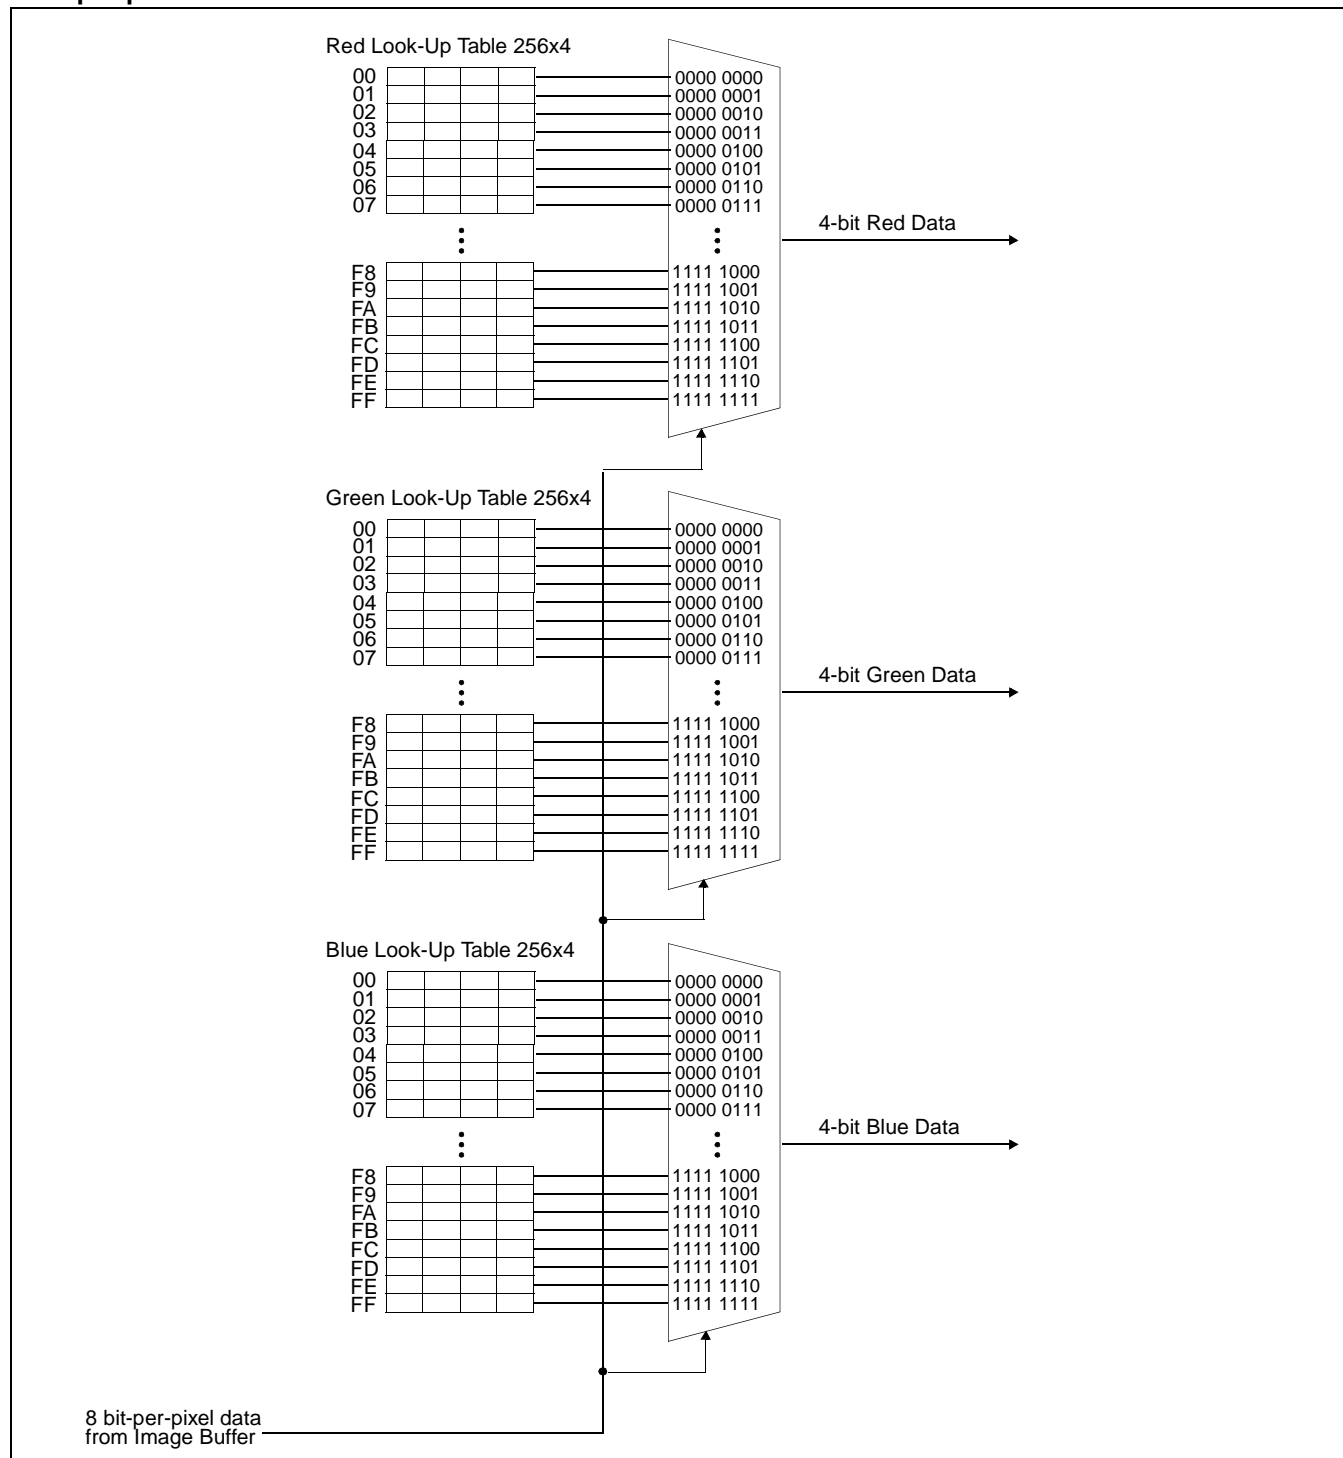 Red Look-Up Table 256x4
00 0000 0000
01 0000 0001
02 0000 0010
03 0000 0011
04 0000 0100
05 0000 0101
06 0000 0110
07 0000 0111
4-bit Red Data
F8 1111 1000
F9 1111 1001
FA 1111 1010
FB 1111 1011
FC 1111 1100
FD 1111 1101
FE 1111 1110
FF 1111 1111
Green Look-Up Table 256x4
00 0000 0000
01 0000 0001
02 0000 0010
03 0000 0011
04 0000 0100
05 0000 0101
06 0000 0110
07 0000 0111
4-bit Green Data
F8 1111 1000
F9 1111 1001
FA 1111 1010
FB 1111 1011
FC 1111 1100
FD 1111 1101
FE 1111 1110
FF 1111 1111
Blue Look-Up Table 256x4
00 0000 0000
01 0000 0001
02 0000 0010
03 0000 0011
04 0000 0100
05 0000 0101
06 0000 0110
07 0000 0111
4-bit Blue Data
F8 1111 1000
F9 1111 1001
FA 1111 1010
FB 1111 1011
FC 1111 1100
FD 1111 1101
FE 1111 1110
FF 1111 1111
8 bit-per-pixel data
from Image Buffer